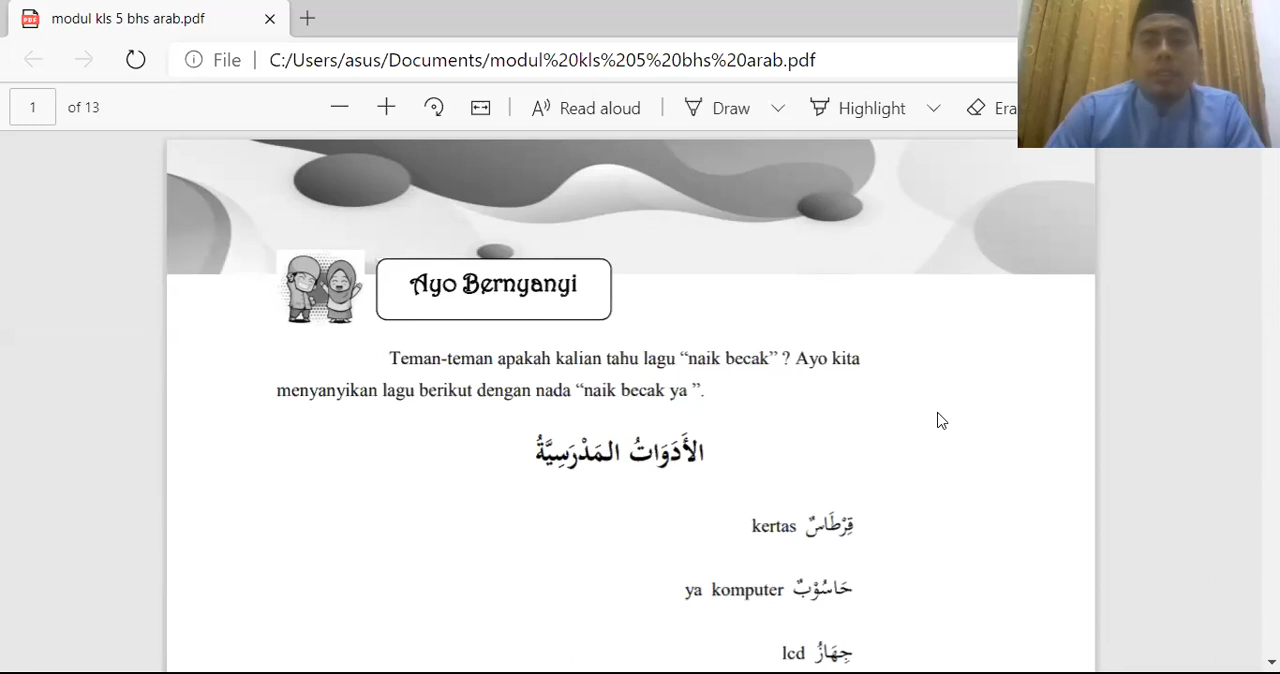 modul kls 5 bhs arab.pdf
File | C:/Users/asus/Documents/modul%20kls%205%20bhs%20arab.pdf
1 of 13 Read aloud Draw Highlight Era
Ayo Bernyanyi
Teman-teman apakah kalian tahu lagu “naik becak” ? Ayo kita
menyanyikan lagu berikut dengan nada “naik becak ya ”.
الأَدَوَاتُ المَدْرَسِيَّةُ
قِرْطَاسٌ kertas
حَاسُوْبٌ ya komputer
جِهَازُ lcd